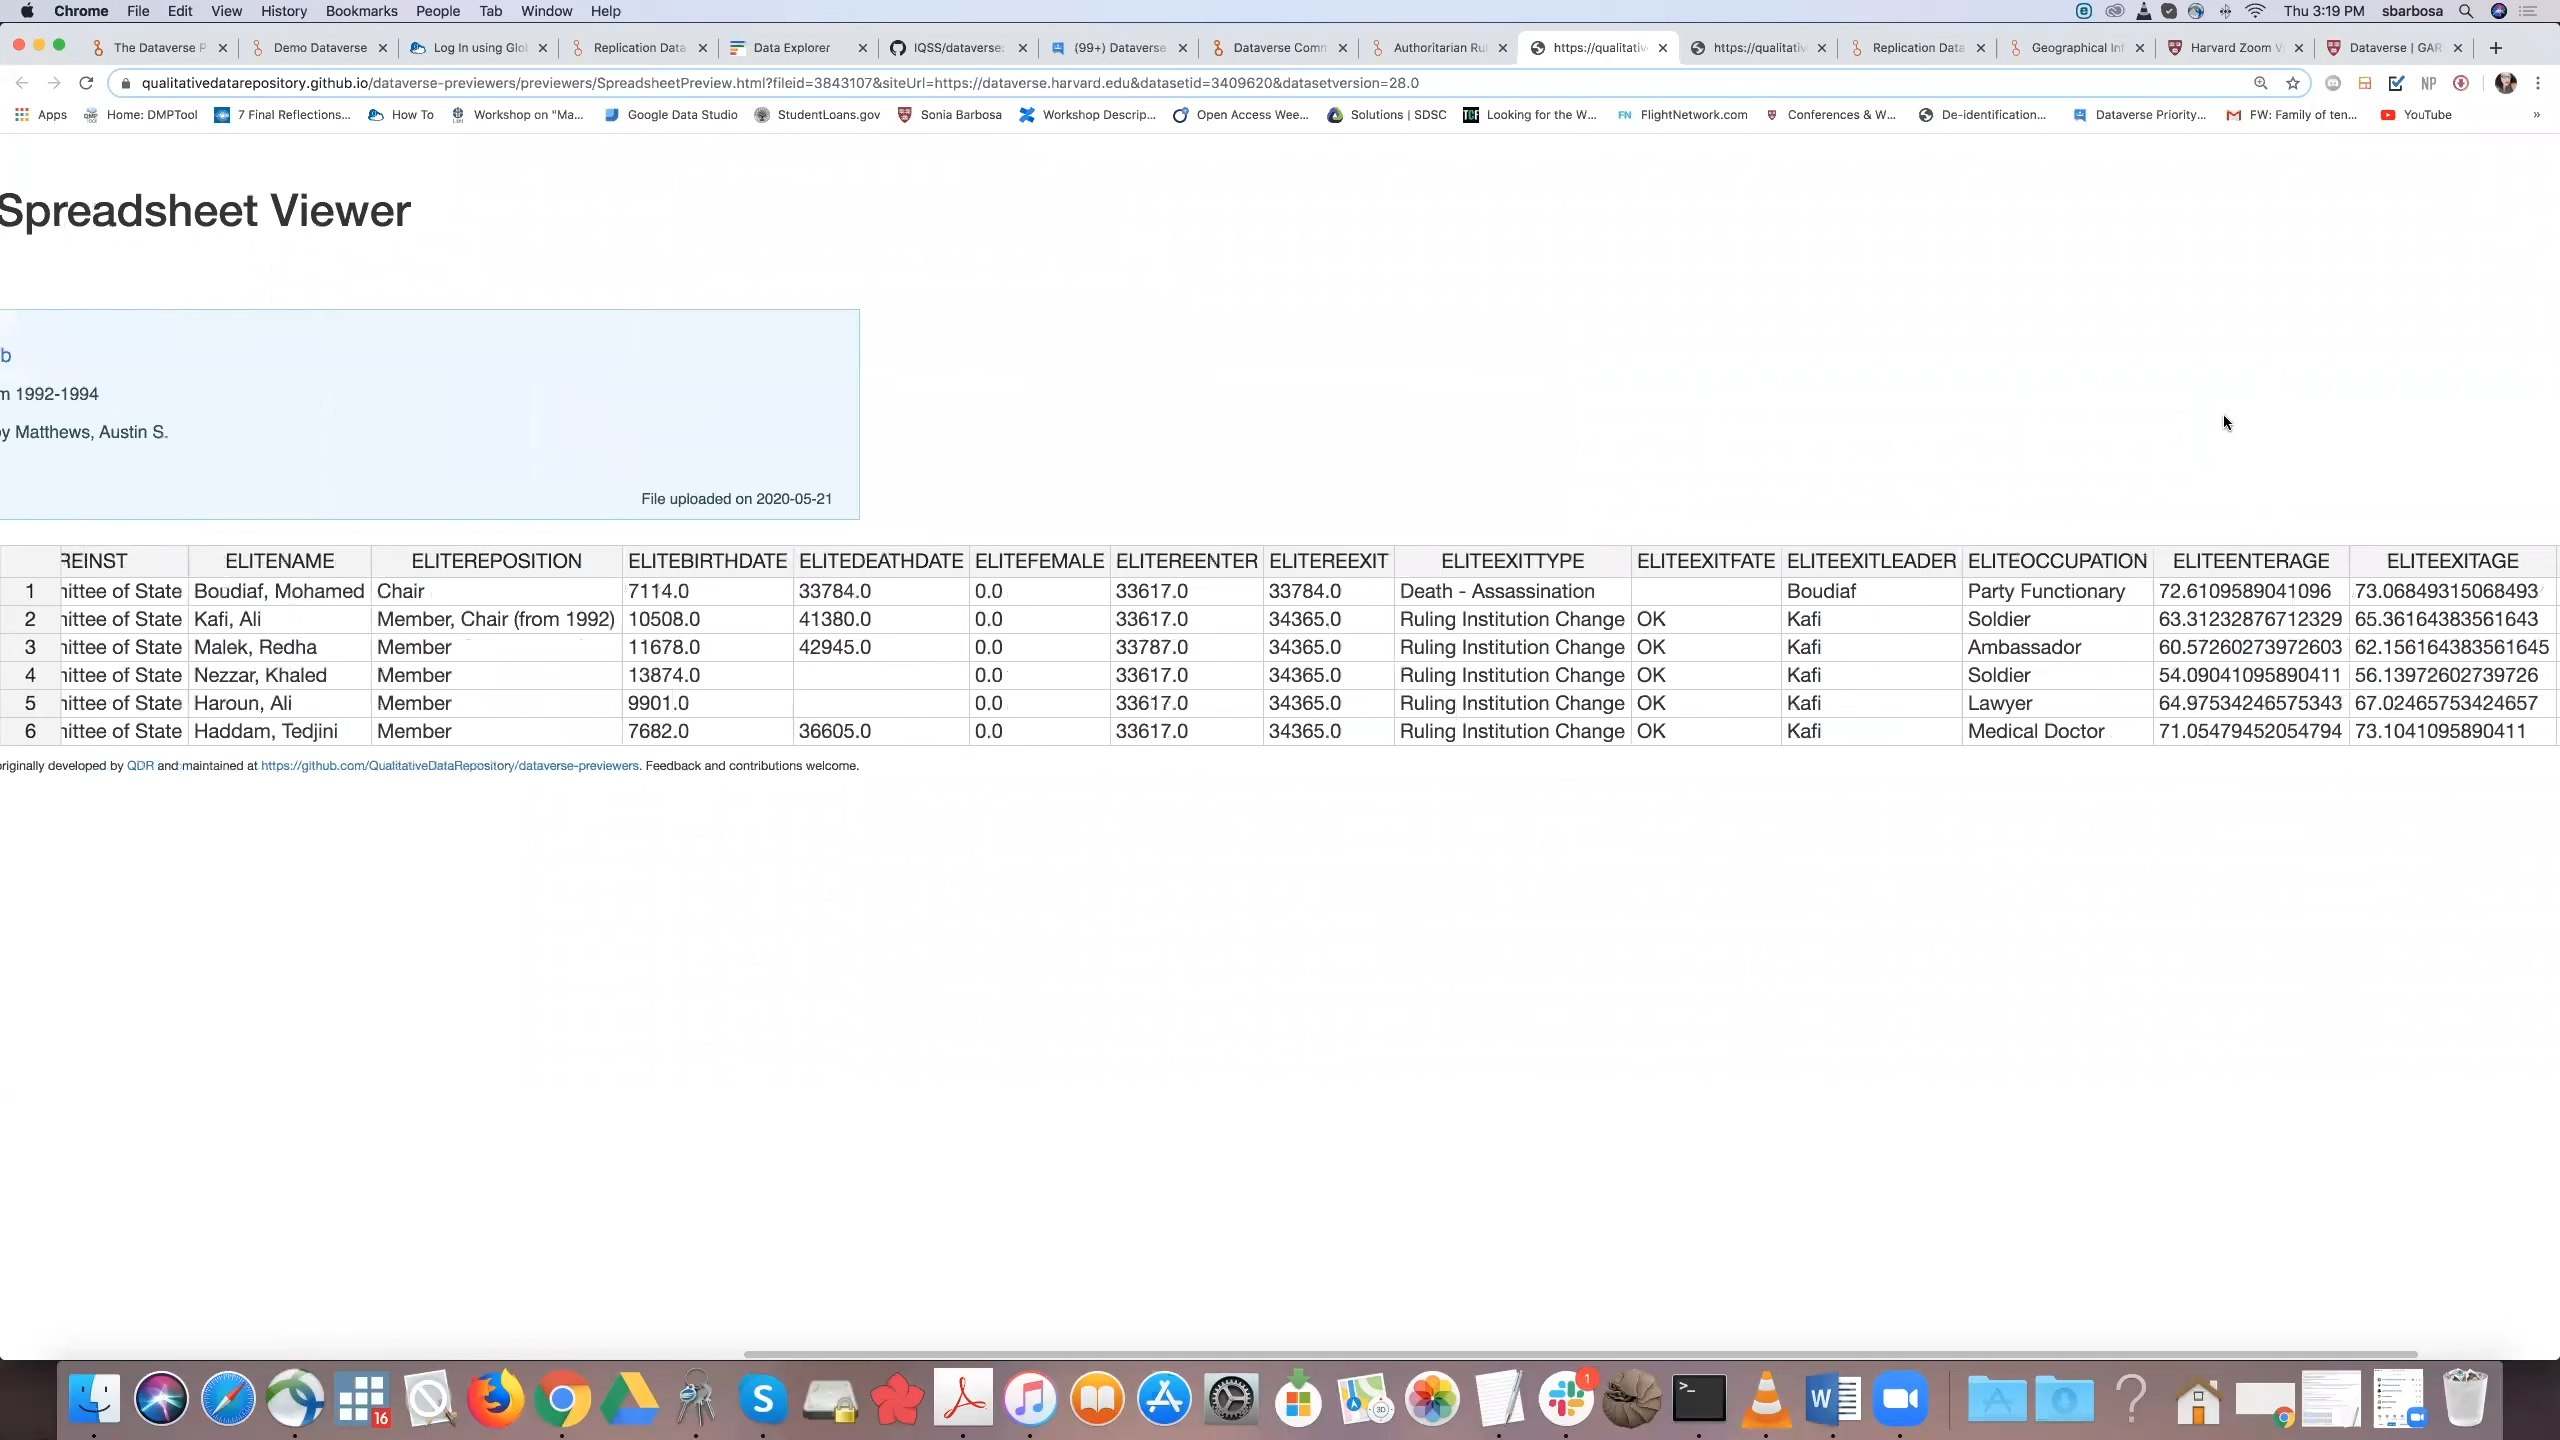 Chrome File Edit View History Bookmarks People Tab Window Help Thu 3:19 PM sbarbosa
The Dataverse P Demo Dataverse Log In using Glo Replication Data Data Explorer IQSS/dataverse: (99+) Dataverse Dataverse Comm Authoritarian Ru https://qualitativ https://qualitativ Replication Data Geographical Inf Harvard Zoom V Dataverse | GAR
qualitativedatarepository.github.io/dataverse-previewers/previewers/SpreadsheetPreview.html?fileid=3843107&siteUrl=https://dataverse.harvard.edu&datasetid=3409620&datasetversion=28.0 NP
Apps Home: DMPTool 7 Final Reflections... How To Workshop on "Ma... Google Data Studio StudentLoans.gov Sonia Barbosa Workshop Descrip... Open Access Wee... Solutions | SDSC TCF Looking for the W... FN FlightNetwork.com Conferences & W... De-identification... Dataverse Priority... FW: Family of ten... YouTube »
Spreadsheet Viewer
b
m 1992-1994
y Matthews, Austin S.
File uploaded on 2020-05-21
REINST ELITENAME ELITEREPOSITION ELITEBIRTHDATE ELITEDEATHDATE ELITEFEMALE ELITEREENTER ELITEREEXIT ELITEEXITTYPE ELITEEXITFATE ELITEEXITLEADER ELITEOCCUPATION ELITEENTERAGE ELITEEXITAGE
1 nittee of State Boudiaf, Mohamed Chair 7114.0 33784.0 0.0 33617.0 33784.0 Death - Assassination Boudiaf Party Functionary 72.6109589041096 73.06849315068493
2 nittee of State Kafi, Ali Member, Chair (from 1992) 10508.0 41380.0 0.0 33617.0 34365.0 Ruling Institution Change OK Kafi Soldier 63.31232876712329 65.36164383561643
3 nittee of State Malek, Redha Member 11678.0 42945.0 0.0 33787.0 34365.0 Ruling Institution Change OK Kafi Ambassador 60.572602739726​03 62.156164383561645
4 nittee of State Nezzar, Khaled Member 13874.0 0.0 33617.0 34365.0 Ruling Institution Change OK Kafi Soldier 54.09041095890411 56.13972602739726
5 nittee of State Haroun, Ali Member 9901.0 0.0 33617.0 34365.0 Ruling Institution Change OK Kafi Lawyer 64.97534246575343 67.02465753424657
6 nittee of State Haddam, Tedjini Member 7682.0 36605.0 0.0 33617.0 34365.0 Ruling Institution Change OK Kafi Medical Doctor 71.05479452054794 73.1041095890411
originally developed by QDR and maintained at https://github.com/QualitativeDataRepository/dataverse-previewers. Feedback and contributions welcome.
16 S 1 W